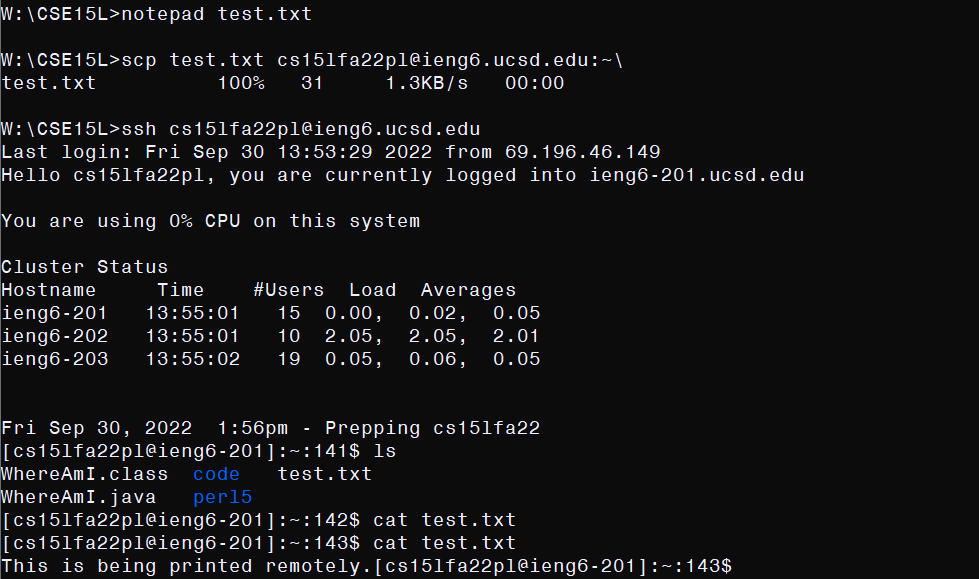 W:\CSE15L>notepad test.txt
W:\CSE15L>scp test.txt cs15lfa22pl@ieng6.ucsd.edu:~\
test.txt          100%   31     1.3KB/s   00:00
W:\CSE15L>ssh cs15lfa22pl@ieng6.ucsd.edu
Last login: Fri Sep 30 13:53:29 2022 from 69.196.46.149
Hello cs15lfa22pl, you are currently logged into ieng6-201.ucsd.edu
You are using 0% CPU on this system
Cluster Status
Hostname     Time    #Users  Load  Averages
ieng6-201   13:55:01   15  0.00,  0.02,  0.05
ieng6-202   13:55:01   10  2.05,  2.05,  2.01
ieng6-203   13:55:02   19  0.05,  0.06,  0.05
Fri Sep 30, 2022  1:56pm - Prepping cs15lfa22
[cs15lfa22pl@ieng6-201]:~:141$ ls
WhereAmI.class  code   test.txt
WhereAmI.java   perl5
[cs15lfa22pl@ieng6-201]:~:142$ cat test.txt
[cs15lfa22pl@ieng6-201]:~:143$ cat test.txt
This is being printed remotely.[cs15lfa22pl@ieng6-201]:~:143$